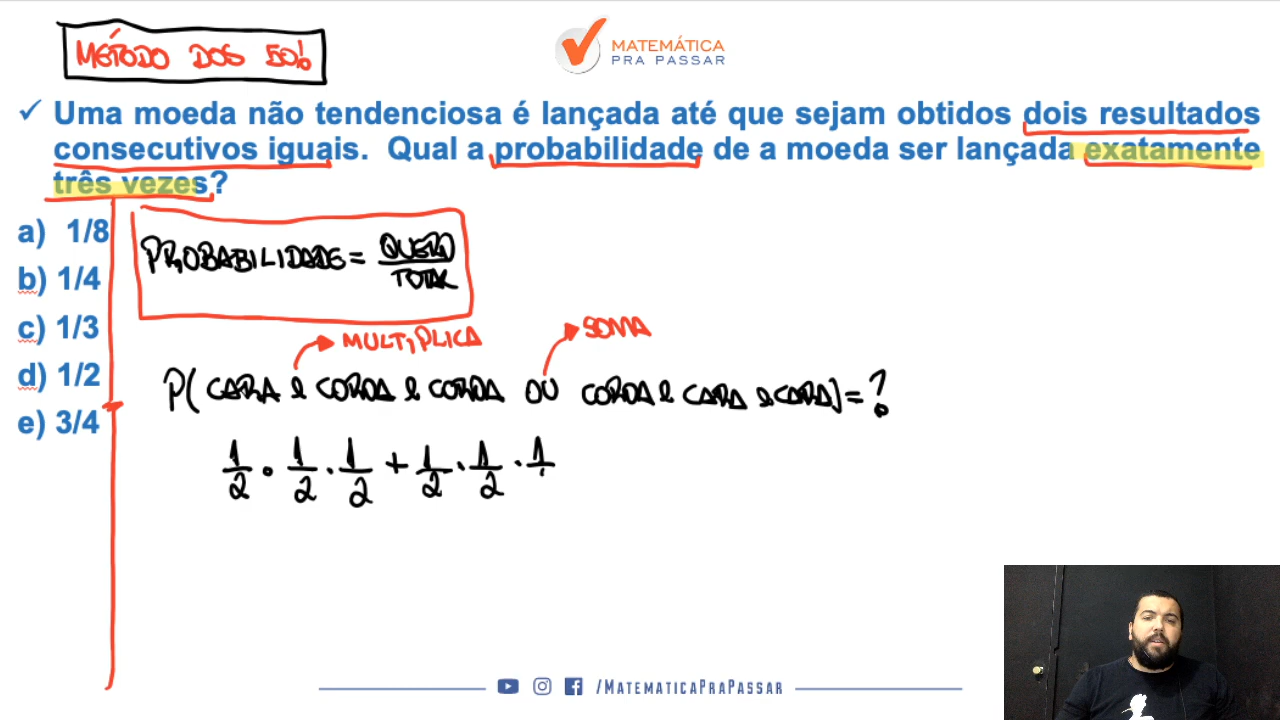 MÉTODO DOS 50!
MATEMÁTICA
PRA PASSAR
✓ Uma moeda não tendenciosa é lançada até que sejam obtidos dois resultados
consecutivos iguais. Qual a probabilidade de a moeda ser lançada exatamente
três vezes?
a) 1/8
b) 1/4
c) 1/3
d) 1/2
e) 3/4
PROBABILIDADE = QUERO
TOTAL
MULTIPLICA
SOMA
P( CARA e COROA e COROA OU COROA e CARA e CARA) = ?
1/2 . 1/2 . 1/2 + 1/2 . 1/2 . 1/
/MATEMATICAPRAPASSAR